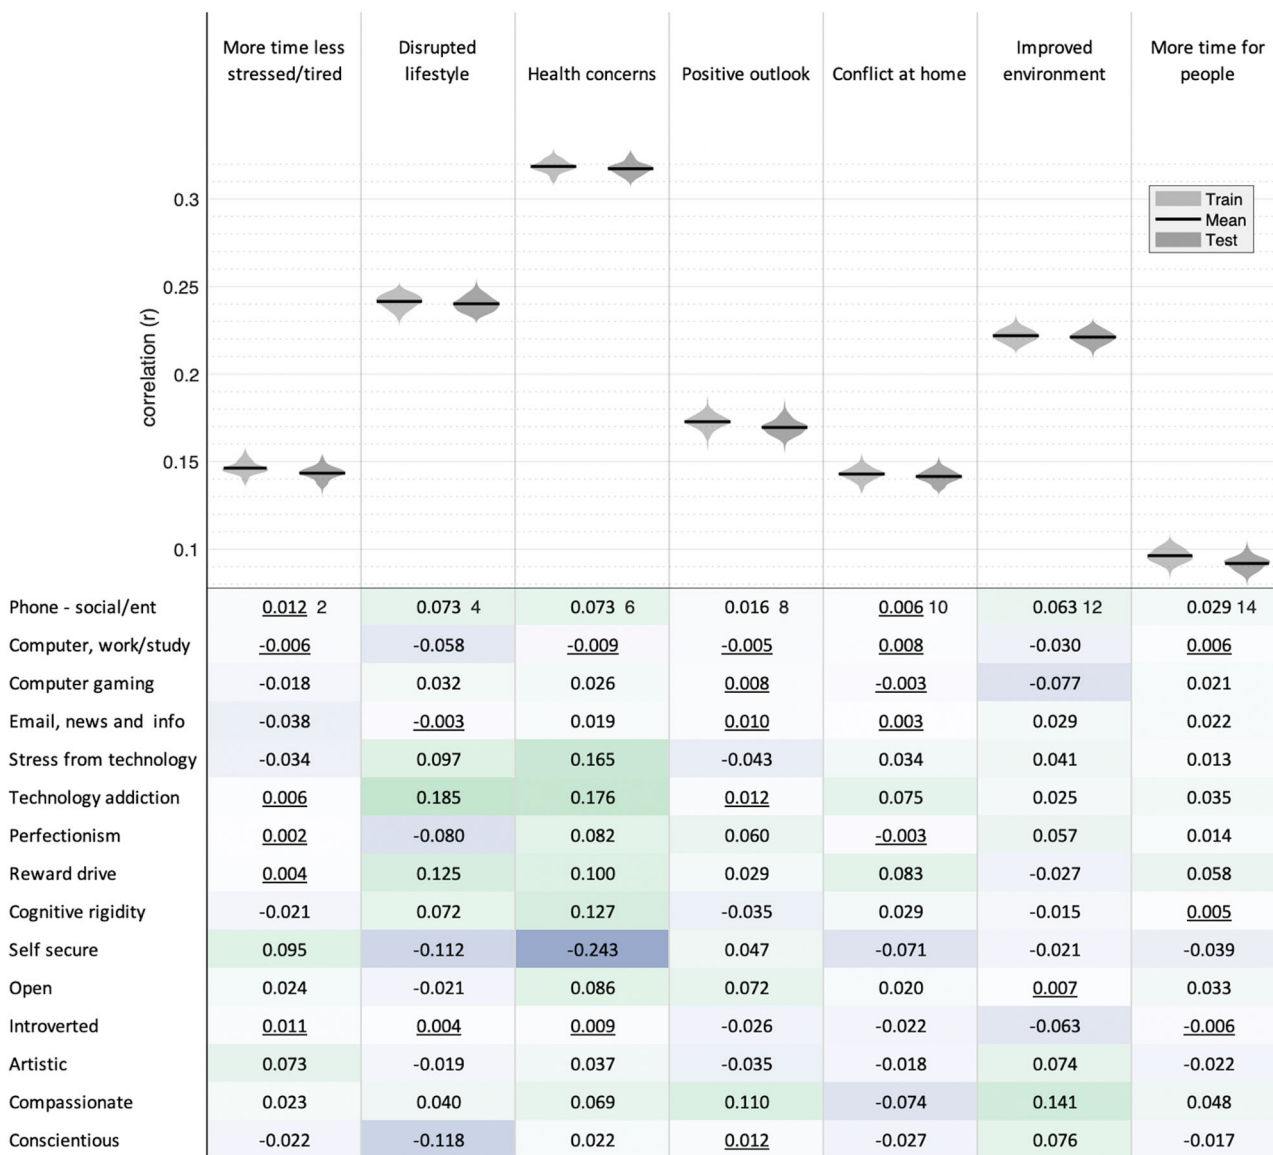 More time less stressed/tired
Disrupted lifestyle
Health concerns
Positive outlook
Conflict at home
Improved environment
More time for people
correlation (r)
0.3
0.25
0.2
0.15
0.1
Train
Mean
Test
Phone - social/ent 0.012 2 0.073 4 0.073 6 0.016 8 0.006 10 0.063 12 0.029 14
Computer, work/study -0.006 -0.058 -0.009 -0.005 0.008 -0.030 0.006
Computer gaming -0.018 0.032 0.026 0.008 -0.003 -0.077 0.021
Email, news and info -0.038 -0.003 0.019 0.010 0.003 0.029 0.022
Stress from technology -0.034 0.097 0.165 -0.043 0.034 0.041 0.013
Technology addiction 0.006 0.185 0.176 0.012 0.075 0.025 0.035
Perfectionism 0.002 -0.080 0.082 0.060 -0.003 0.057 0.014
Reward drive 0.004 0.125 0.100 0.029 0.083 -0.027 0.058
Cognitive rigidity -0.021 0.072 0.127 -0.035 0.029 -0.015 0.005
Self secure 0.095 -0.112 -0.243 0.047 -0.071 -0.021 -0.039
Open 0.024 -0.021 0.086 0.072 0.020 0.007 0.033
Introverted 0.011 0.004 0.009 -0.026 -0.022 -0.063 -0.006
Artistic 0.073 -0.019 0.037 -0.035 -0.018 0.074 -0.022
Compassionate 0.023 0.040 0.069 0.110 -0.074 0.141 0.048
Conscientious -0.022 -0.118 0.022 0.012 -0.027 0.076 -0.017